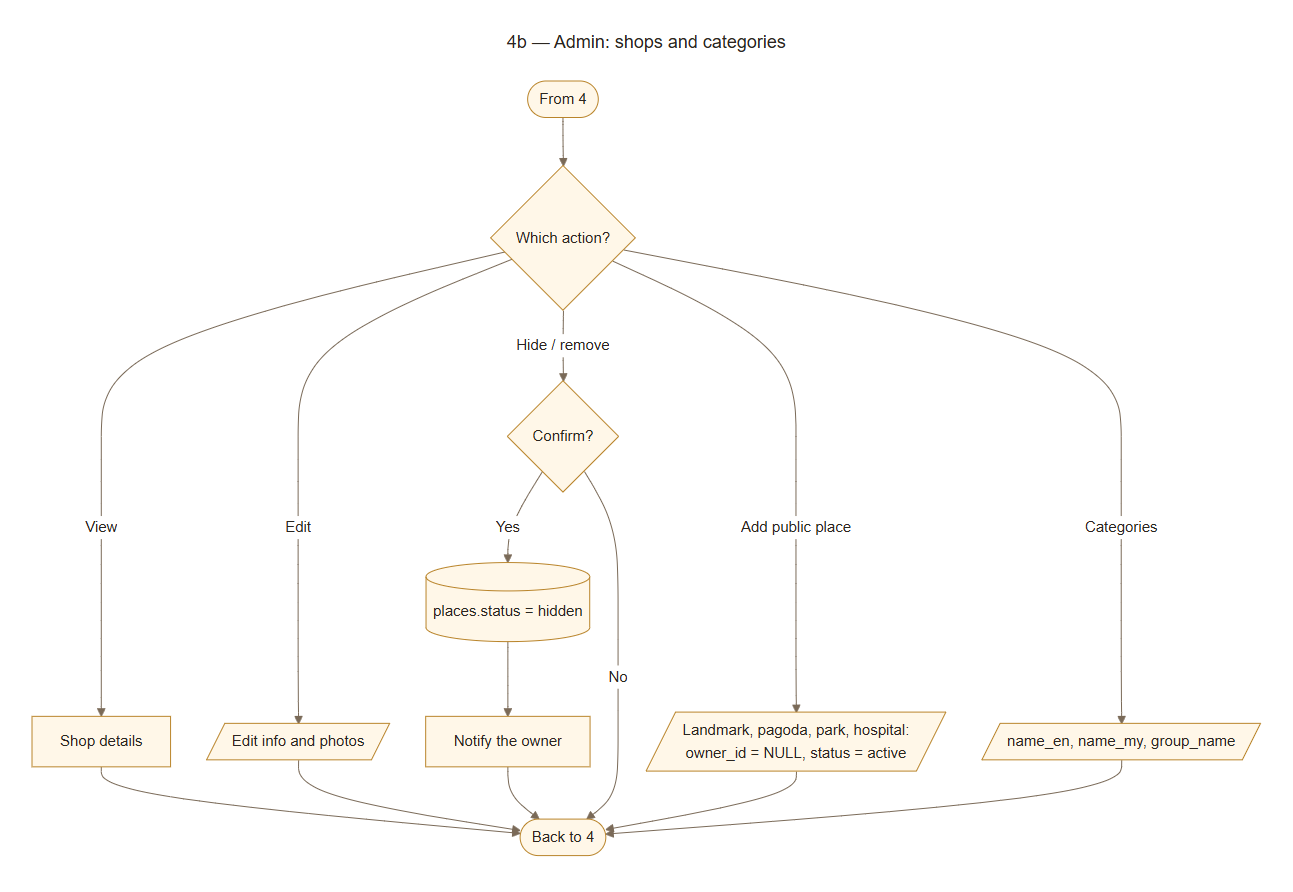 4b — Admin: shops and categories
From 4
Which action?
Hide / remove
Confirm?
View
Edit
Yes
Add public place
Categories
places.status = hidden
No
Shop details
Edit info and photos
Notify the owner
Landmark, pagoda, park, hospital:
owner_id = NULL, status = active
name_en, name_my, group_name
Back to 4